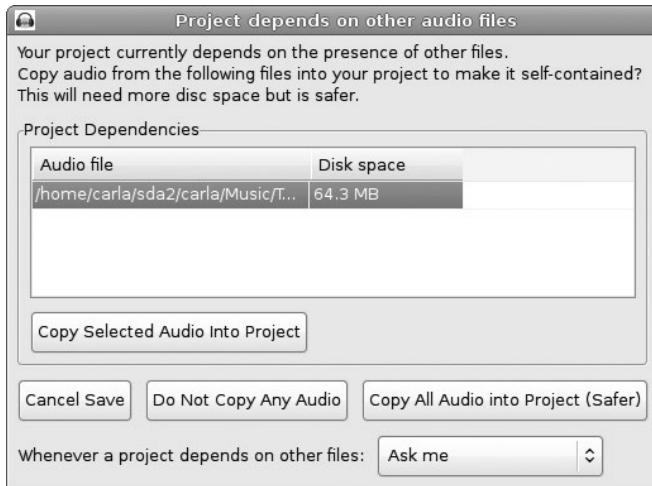 Project depends on other audio files
Your project currently depends on the presence of other files.
Copy audio from the following files into your project to make it self-contained?
This will need more disc space but is safer.
Project Dependencies
Audio file Disk space
/home/carla/sda2/carla/Music/T... 64.3 MB
Copy Selected Audio Into Project
Cancel Save Do Not Copy Any Audio Copy All Audio into Project (Safer)
Whenever a project depends on other files: Ask me